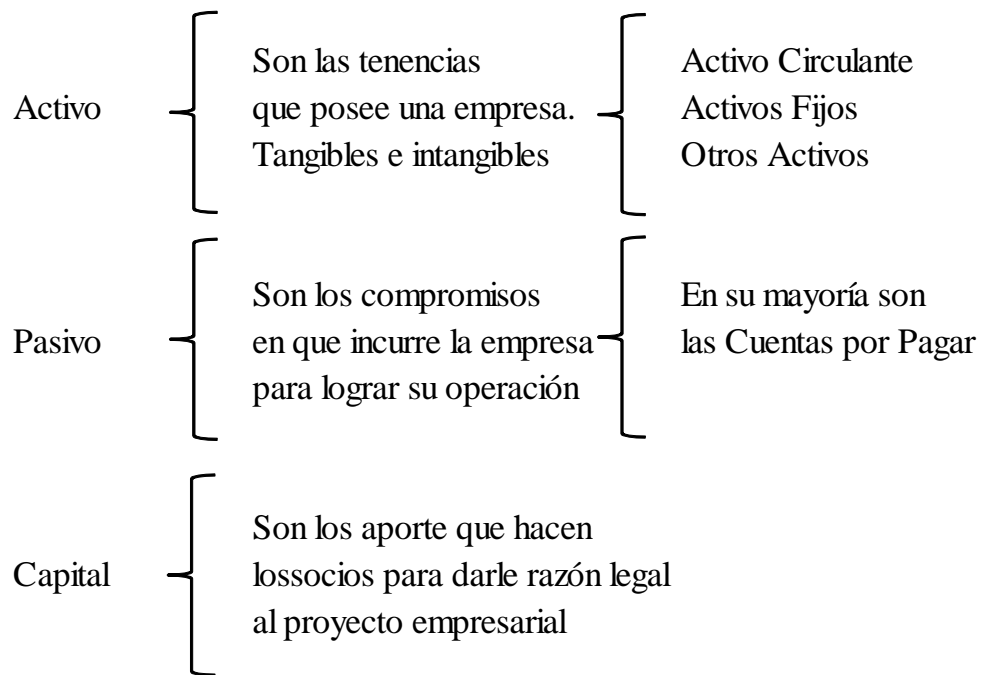 Activo
Son las tenencias
que posee una empresa.
Tangibles e intangibles
Activo Circulante
Activos Fijos
Otros Activos
Pasivo
Son los compromisos
en que incurre la empresa
para lograr su operación
En su mayoría son
las Cuentas por Pagar
Capital
Son los aporte que hacen
lossocios para darle razón legal
al proyecto empresarial